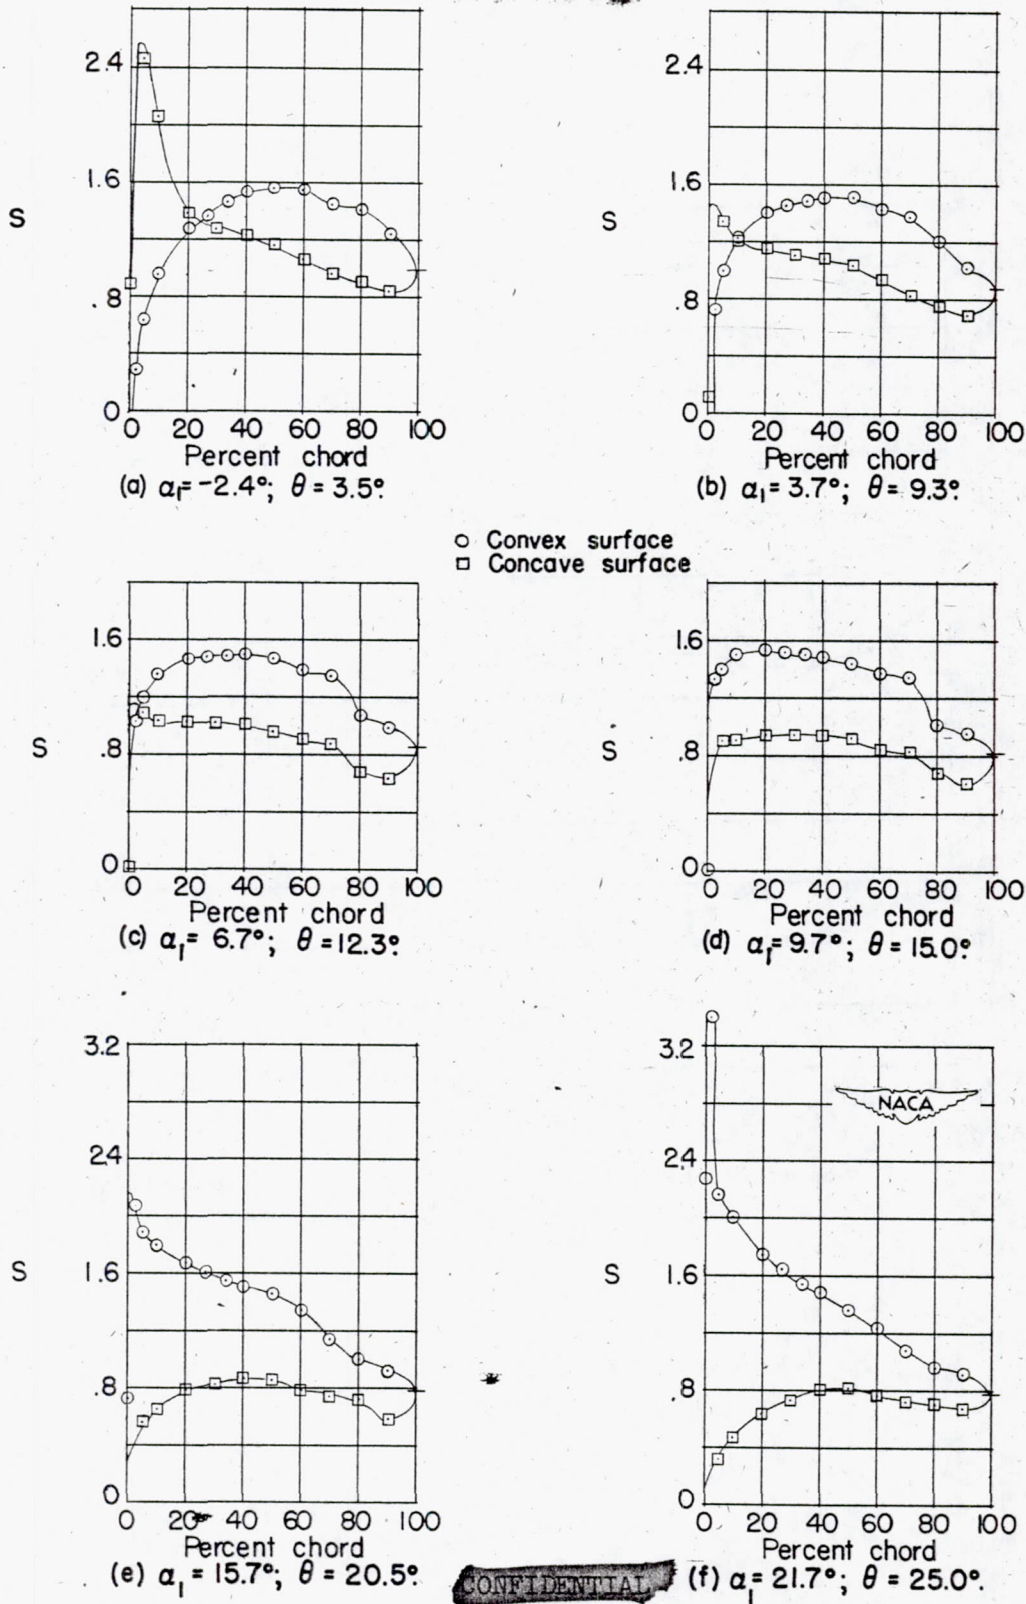 2.4
1.6
S
.8
0
0 20 40 60 80 100
Percent chord
(a) α₁= -2.4°; θ = 3.5°.
2.4
1.6
S
.8
0
0 20 40 60 80 100
Percent chord
(b) α₁= 3.7°; θ = 9.3°.
○ Convex surface
□ Concave surface
1.6
S
.8
0
0 20 40 60 80 100
Percent chord
(c) α₁= 6.7°; θ = 12.3°.
1.6
S
.8
0
0 20 40 60 80 100
Percent chord
(d) α₁= 9.7°; θ = 15.0°.
3.2
2.4
1.6
S
.8
0
0 20 40 60 80 100
Percent chord
(e) α₁ = 15.7°; θ = 20.5°.
3.2
NACA
2.4
1.6
S
.8
0
0 20 40 60 80 100
Percent chord
(f) α₁= 21.7°; θ = 25.0°.
CONFIDENTIAL